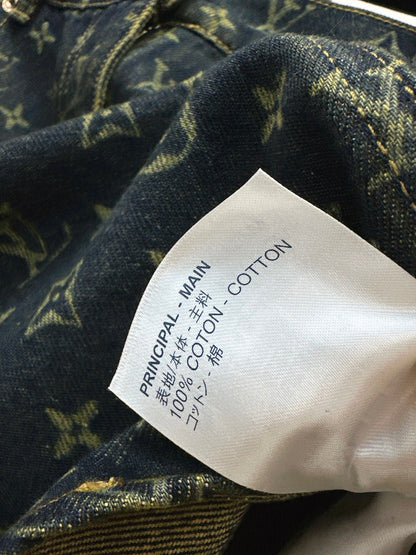 PRINCIPAL - MAIN
表地/本体 - 主料
100% COTON - COTTON
コットン - 棉